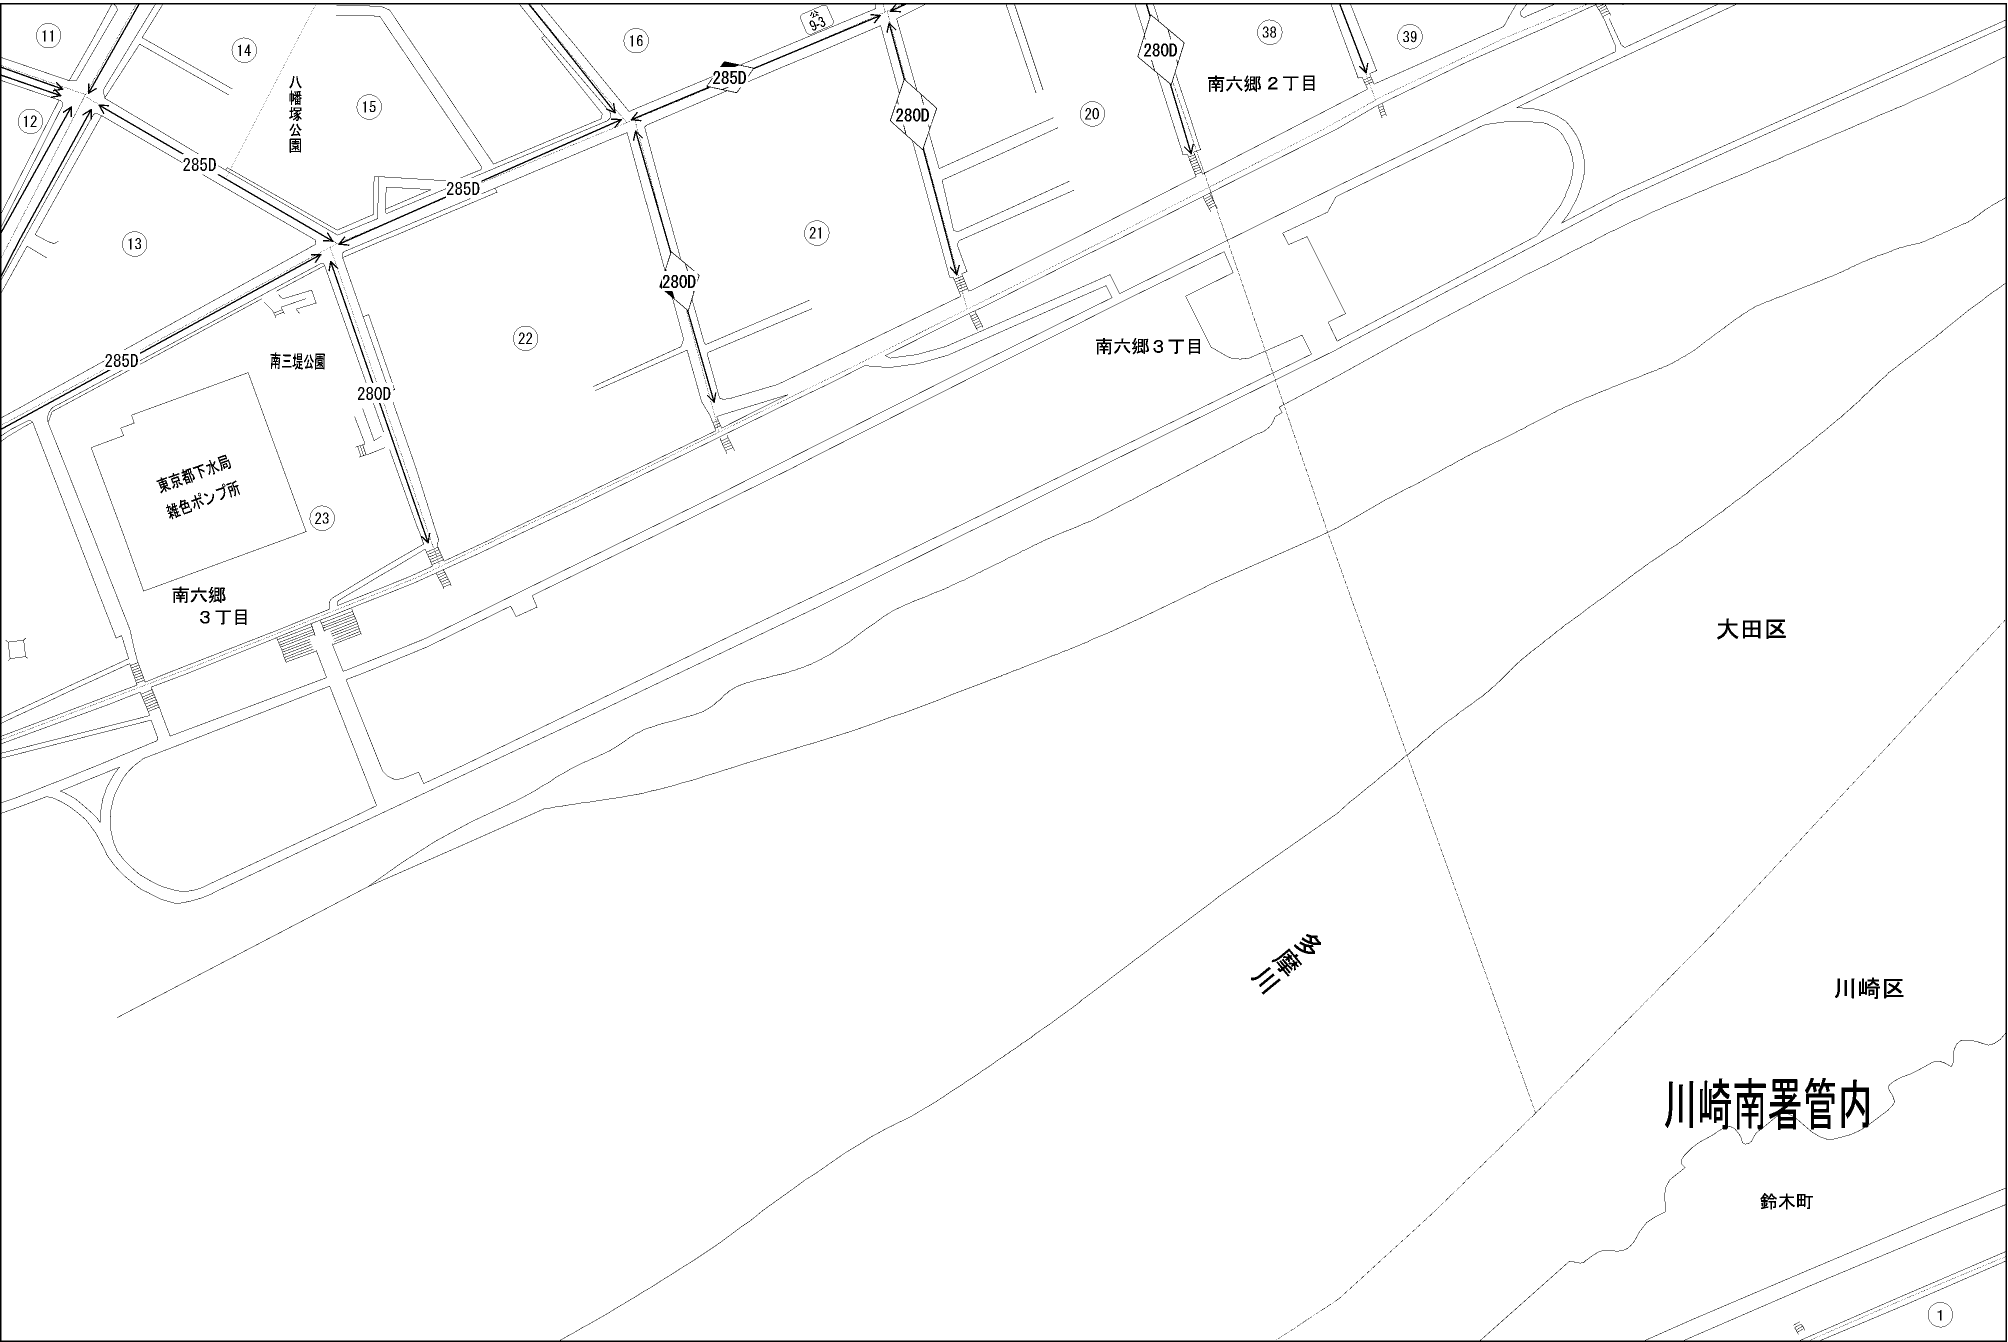 11
14
16
公
9-3
38
39
280D
南六郷2丁目
285D
八幡塚公園
15
280D
20
12
285D
285D
13
21
280D
22
285D
南三堤公園
280D
南六郷3丁目
東京都下水局
雑色ポンプ所
23
南六郷
3丁目
大田区
多摩川
川崎区
川崎南署管内
鈴木町
1